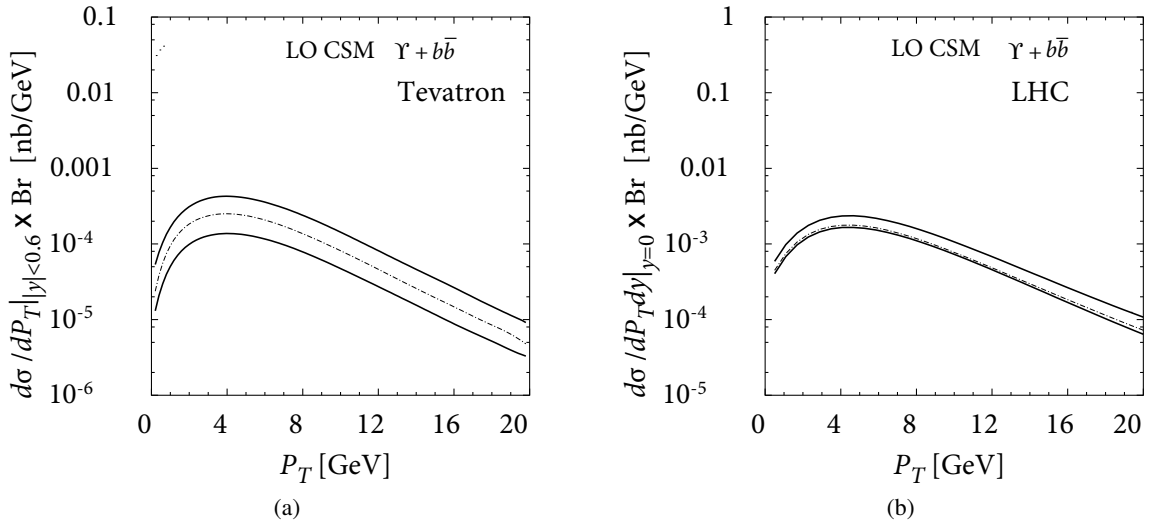 0.1
0.01
0.001
10^-4
10^-5
10^-6
dσ/dP_T||y|<0.6 x Br [nb/GeV]
LO CSM ϒ + bb̅
Tevatron
0 4 8 12 16 20
P_T [GeV]
(a)
1
0.1
10^-3
10^-4
10^-5
dσ/dP_T dy|y=0 x Br [nb/GeV]
LO CSM ϒ + bb̅
LHC
0 4 8 12 16 20
P_T [GeV]
(b)